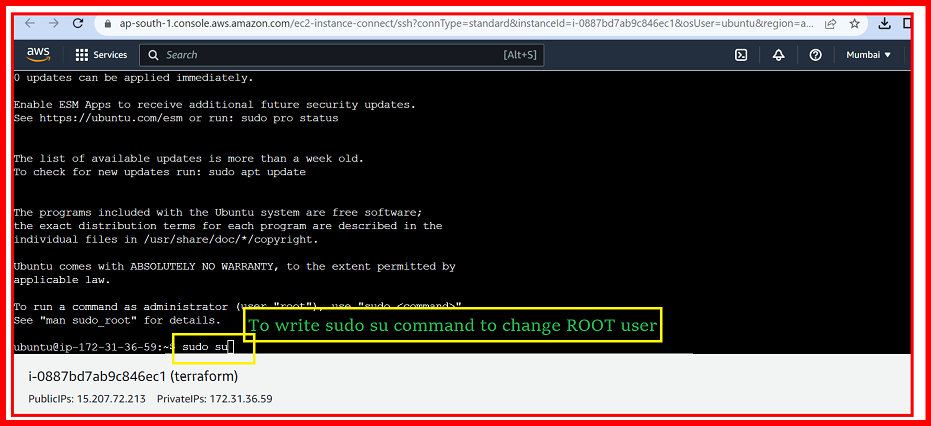 ap-south-1.console.aws.amazon.com/ec2-instance-connect/ssh?connType=standard&instanceId=i-0887bd7ab9c846ec1&osUser=ubuntu&region=a...
aws Services Search [Alt+S] Mumbai
0 updates can be applied immediately.
Enable ESM Apps to receive additional future security updates.
See https://ubuntu.com/esm or run: sudo pro status
The list of available updates is more than a week old.
To check for new updates run: sudo apt update
The programs included with the Ubuntu system are free software;
the exact distribution terms for each program are described in the
individual files in /usr/share/doc/*/copyright.
Ubuntu comes with ABSOLUTELY NO WARRANTY, to the extent permitted by
applicable law.
To run a command as administrator (user "root"), use "sudo <command>"
See "man sudo_root" for details.
To write sudo su command to change ROOT user
ubuntu@ip-172-31-36-59:~$ sudo su
i-0887bd7ab9c846ec1 (terraform)
PublicIPs: 15.207.72.213 PrivateIPs: 172.31.36.59